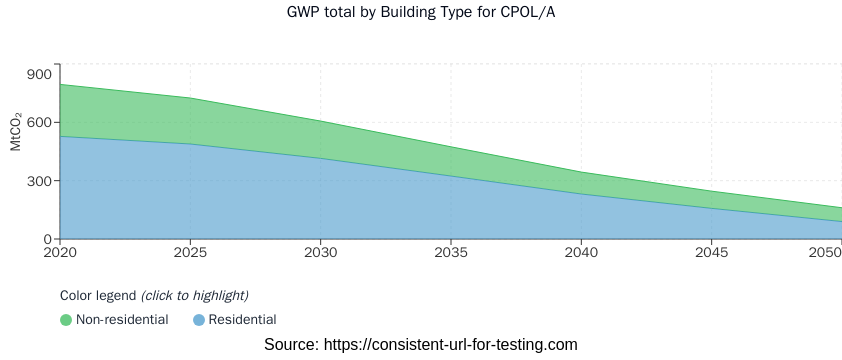 GWP total by Building Type for CPOL/A
900
600
300
0
MtCO₂
2020 2025 2030 2035 2040 2045 2050
Color legend (click to highlight)
Non-residential Residential
Source: https://consistent-url-for-testing.com